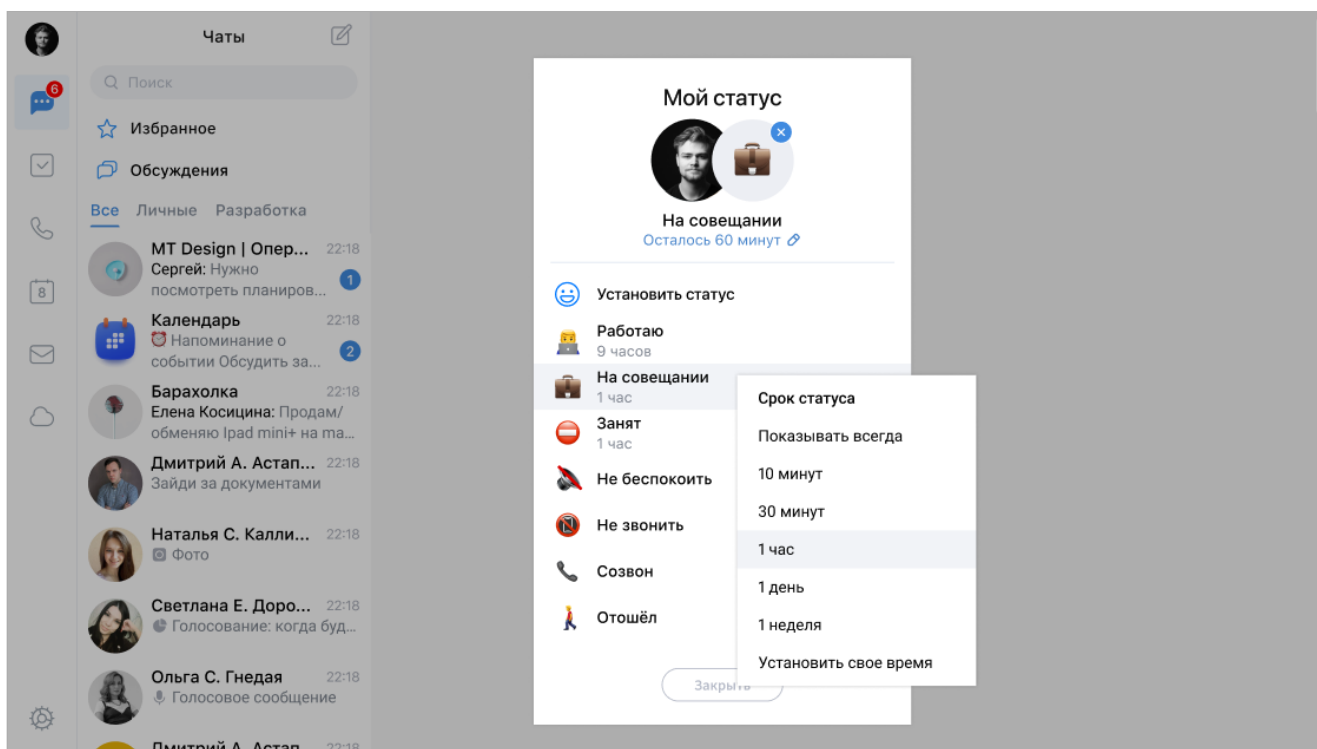 Чаты
Поиск
6
Избранное
Обсуждения
Все Личные Разработка
МТ Design | Опер... 22:18
Сергей: Нужно
посмотреть планиров... 1
8
Календарь 22:18
Напоминание о
событии Обсудить за... 2
Барахолка 22:18
Елена Косицина: Продам/
обменяю Ipad mini+ на ma...
Дмитрий А. Астап... 22:18
Зайди за документами
Наталья С. Калли... 22:18
Фото
Светлана Е. Доро... 22:18
Голосование: когда буд...
Ольга С. Гнедая 22:18
Голосовое сообщение
Дмитрий А. Астап... 22:18
Мой статус
На совещании
Осталось 60 минут
Установить статус
Работаю
9 часов
На совещании
1 час
Занят
1 час
Не беспокоить
Не звонить
Созвон
Отошёл
Закрыть
Срок статуса
Показывать всегда
10 минут
30 минут
1 час
1 день
1 неделя
Установить свое время